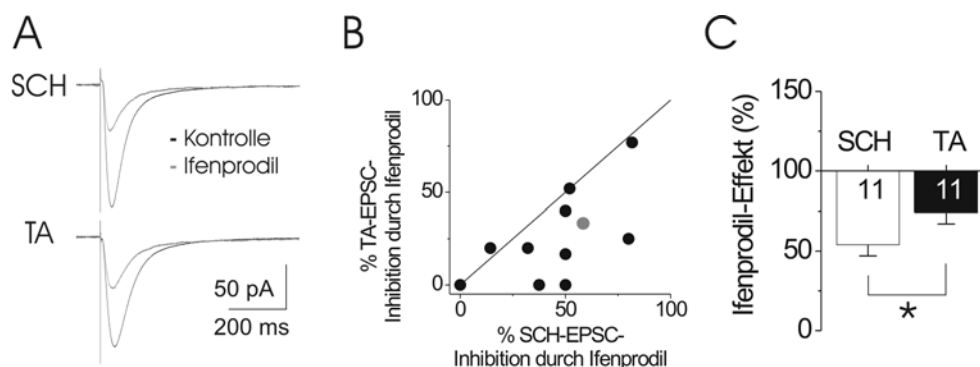 A
SCH
- Kontrolle
- Ifenprodil
TA
50 pA
200 ms
B
% TA-EPSC-
Inhibition durch Ifenprodil
100
50
0
0
50
100
% SCH-EPSC-
Inhibition durch Ifenprodil
C
Ifenprodil-Effekt (%)
150
100
50
0
SCH
TA
11
11
*